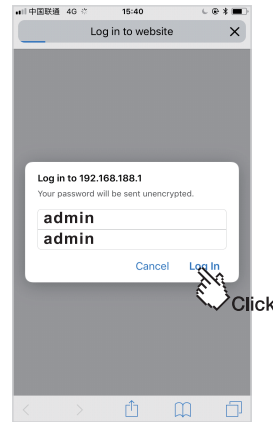 中国联通 4G 15:40
Log in to website
Log in to 192.168.188.1
Your password will be sent unencrypted.
admin
admin
Cancel Log In
Click